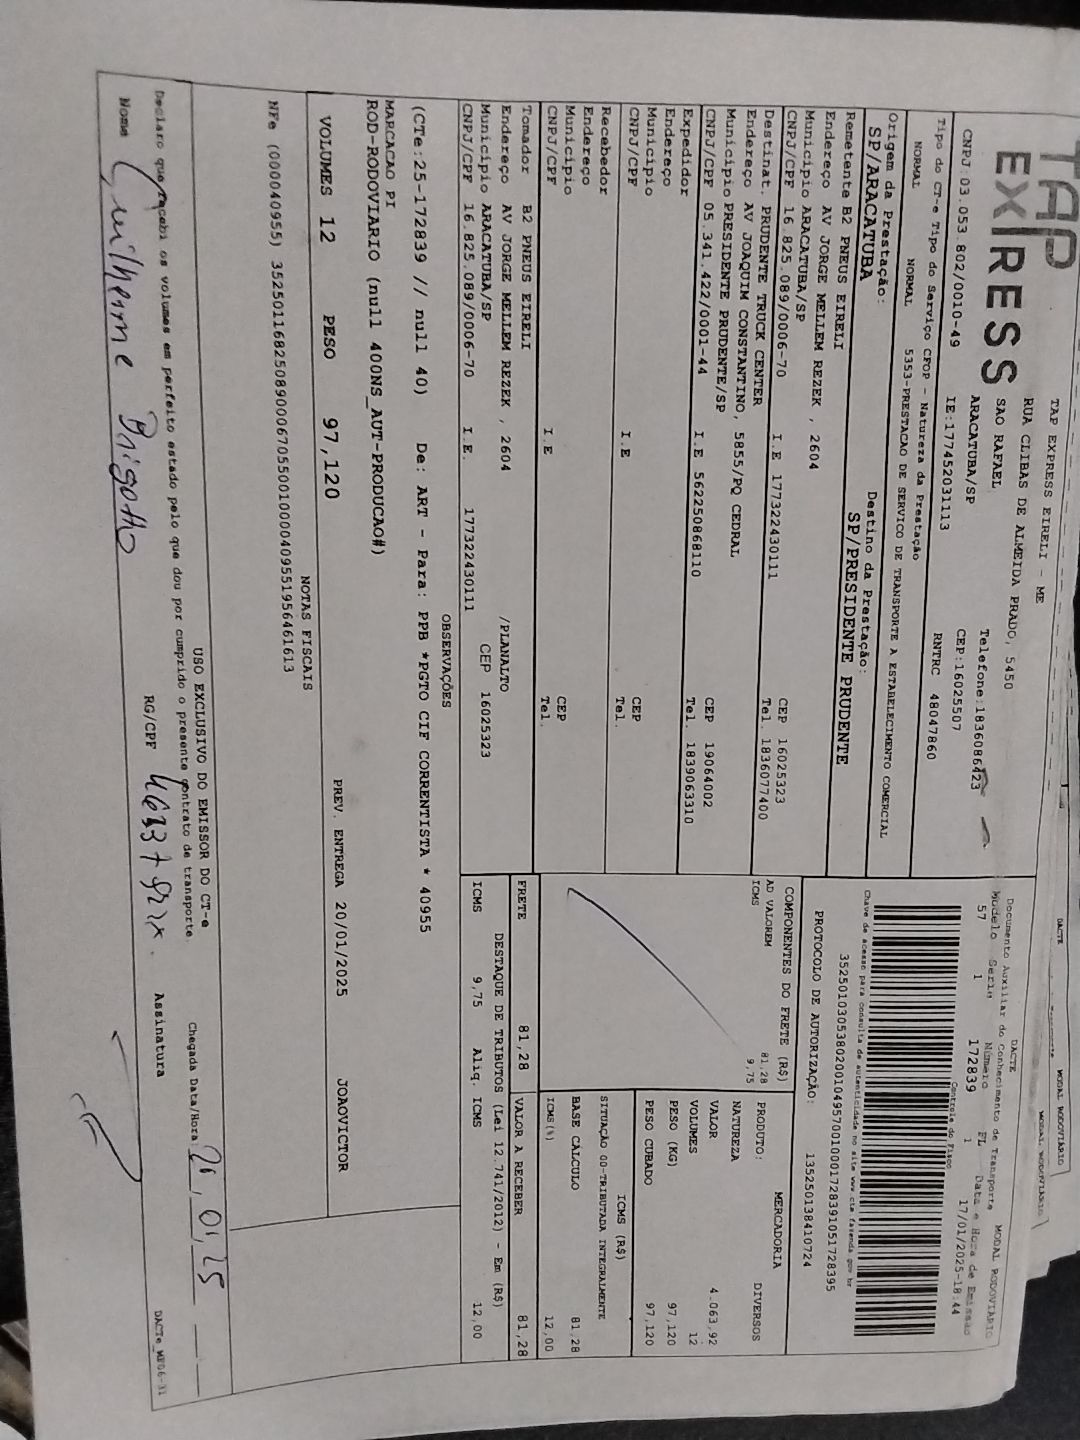 TAP
EXPRESS
TAP EXPRESS EIRELI - ME
RUA CLIBAS DE ALMEIDA PRADO, 5450
SAO RAFAEL
ARACATUBA/SP
Telefone:1836086423
CEP:16025507
CNPJ:03.053.802/0010-49 IE:177452031113
RNTRC 48047860
DACTE MODAL RODOVIARIO
DACTE
Documento Auxiliar do Conhecimento de Transporte MODAL RODOVIARIO
Modelo Serie Número FL Data e Hora de Emissão
57 1 172839 1 17/01/2025-18:44
Controle do Fisco
Chave de acesso para consulta de autenticidade no site www cte fazenda gov br
35250103053802001049570010001728391051728395
PROTOCOLO DE AUTORIZAÇÃO: 135250138410724
Tipo do CT-e Tipo do Serviço CFOP - Natureza da Prestação
NORMAL NORMAL 5353-PRESTACAO DE SERVICO DE TRANSPORTE A ESTABELECIMENTO COMERCIAL
Origem da Prestação: Destino da Prestação:
SP/ARACATUBA SP/PRESIDENTE PRUDENTE
Remetente B2 PNEUS EIRELI
Endereço AV JORGE MELLEM REZEK , 2604
Municipio ARACATUBA/SP CEP 16025323
CNPJ/CPF 16.825.089/0006-70 I.E 177322430111 Tel. 1836077400
Destinat. PRUDENTE TRUCK CENTER
Endereço AV JOAQUIM CONSTANTINO, 5855/PQ CEDRAL
Municipio PRESIDENTE PRUDENTE/SP CEP 19064002
CNPJ/CPF 05.341.422/0001-44 I.E 562250868110 Tel. 1839063310
Expedidor
Endereço
Municipio CEP
CNPJ/CPF I.E Tel.
Recebedor
Endereço
Municipio CEP
CNPJ/CPF I.E Tel.
Tomador B2 PNEUS EIRELI
Endereço AV JORGE MELLEM REZEK , 2604 /PLANALTO
Municipio ARACATUBA/SP CEP 16025323
CNPJ/CPF 16.825.089/0006-70 I.E. 177322430111
COMPONENTES DO FRETE (R$)
AD VALOREM 81,28
ICMS 9,75
PRODUTO: MERCADORIA
NATUREZA DIVERSOS
VALOR 4.063,92
VOLUMES 12
PESO (KG) 97,120
PESO CUBADO 97,120
ICMS (R$)
SITUAÇÃO 00-TRIBUTADA INTEGRALMENTE
BASE CALCULO 81,28
ICMS(%) 12,00
FRETE 81,28 VALOR A RECEBER 81,28
DESTAQUE DE TRIBUTOS (Lei 12.741/2012) - Em (R$)
ICMS 9,75 Aliq. ICMS 12,00
OBSERVAÇÕES
(CTe:25-172839 // null 40) De: ART - Para: PPB *PGTO CIF CORRENTISTA * 40955
MARCACAO PI
ROD-RODOVIARIO (null 400NS_AUT-PRODUCAO#)
VOLUMES 12 PESO 97,120 PREV. ENTREGA 20/01/2025 JOAOVICTOR
NOTAS FISCAIS
NFe (000040955) 35250116825089000670550010000409551956461613
USO EXCLUSIVO DO EMISSOR DO CT-e
Declaro que recebi os volumes em perfeito estado pelo que dou por cumprido o presente contrato de transporte.
Chegada Data/Hora: 20,01,25
Nome Guilherme RG/CPF Assinatura